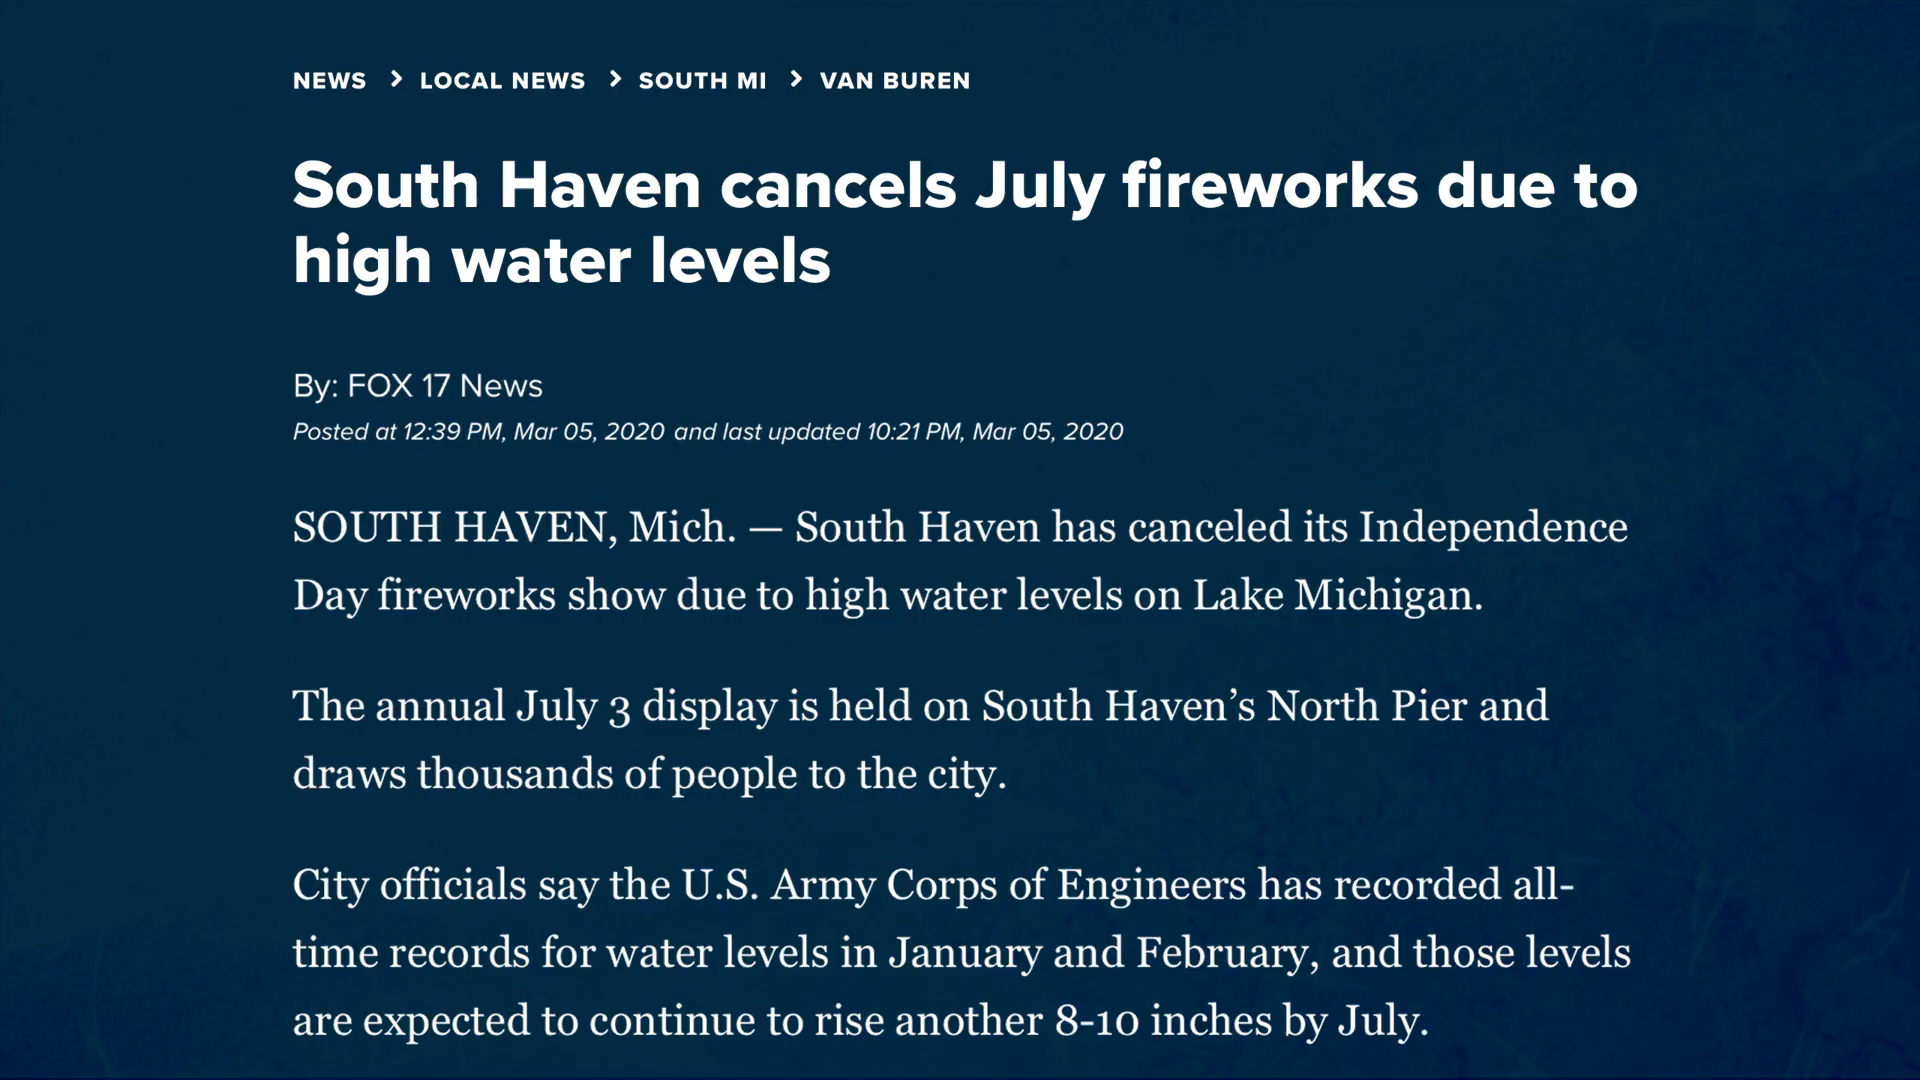 NEWS > LOCAL NEWS > SOUTH MI > VAN BUREN
South Haven cancels July fireworks due to
high water levels
By: FOX 17 News
Posted at 12:39 PM, Mar 05, 2020 and last updated 10:21 PM, Mar 05, 2020
SOUTH HAVEN, Mich. — South Haven has canceled its Independence
Day fireworks show due to high water levels on Lake Michigan.
The annual July 3 display is held on South Haven’s North Pier and
draws thousands of people to the city.
City officials say the U.S. Army Corps of Engineers has recorded all-
time records for water levels in January and February, and those levels
are expected to continue to rise another 8-10 inches by July.